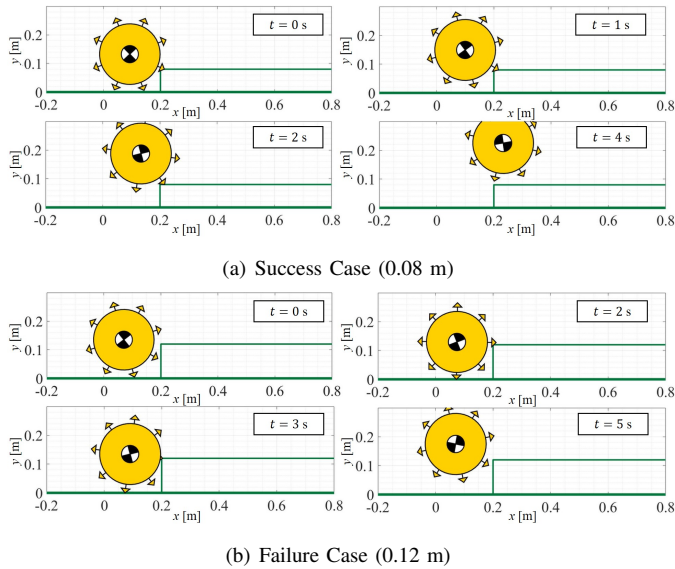 0.2
0.1
0
y [m]
t = 0 s
-0.2 0 0.2 0.4 0.6 0.8
x [m]
0.2
0.1
0
y [m]
t = 1 s
-0.2 0 0.2 0.4 0.6 0.8
x [m]
0.2
0.1
0
y [m]
t = 2 s
-0.2 0 0.2 0.4 0.6 0.8
x [m]
0.2
0.1
0
y [m]
t = 4 s
-0.2 0 0.2 0.4 0.6 0.8
x [m]
(a) Success Case (0.08 m)
0.2
0.1
0
y [m]
t = 0 s
-0.2 0 0.2 0.4 0.6 0.8
x [m]
0.2
0.1
0
y [m]
t = 2 s
-0.2 0 0.2 0.4 0.6 0.8
x [m]
0.2
0.1
0
y [m]
t = 3 s
-0.2 0 0.2 0.4 0.6 0.8
x [m]
0.2
0.1
0
y [m]
t = 5 s
-0.2 0 0.2 0.4 0.6 0.8
x [m]
(b) Failure Case (0.12 m)